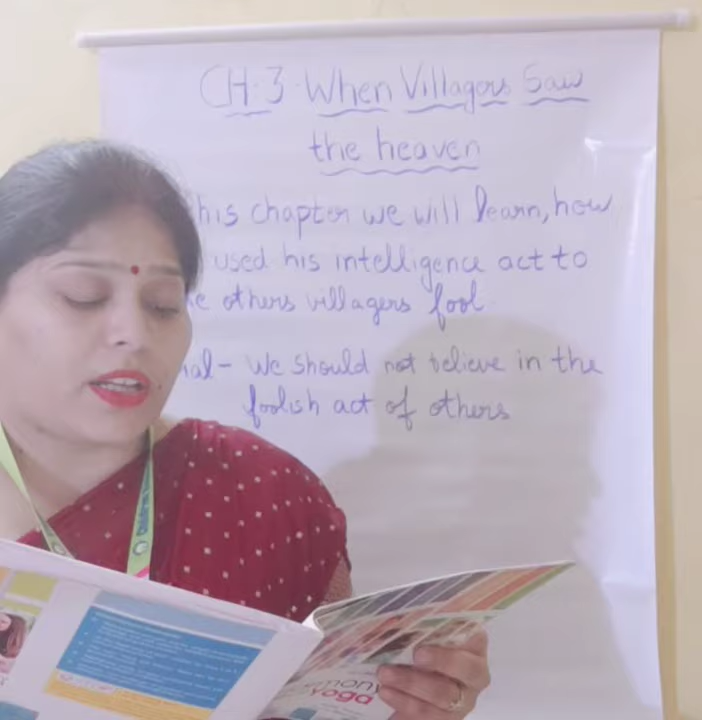 CH. 3. When Villagers Saw
the heaven
his chapter we will learn, how
used his intelligence act to
e others villagers fool.
al - We should not believe in the
foolish act of others
mony
yoga